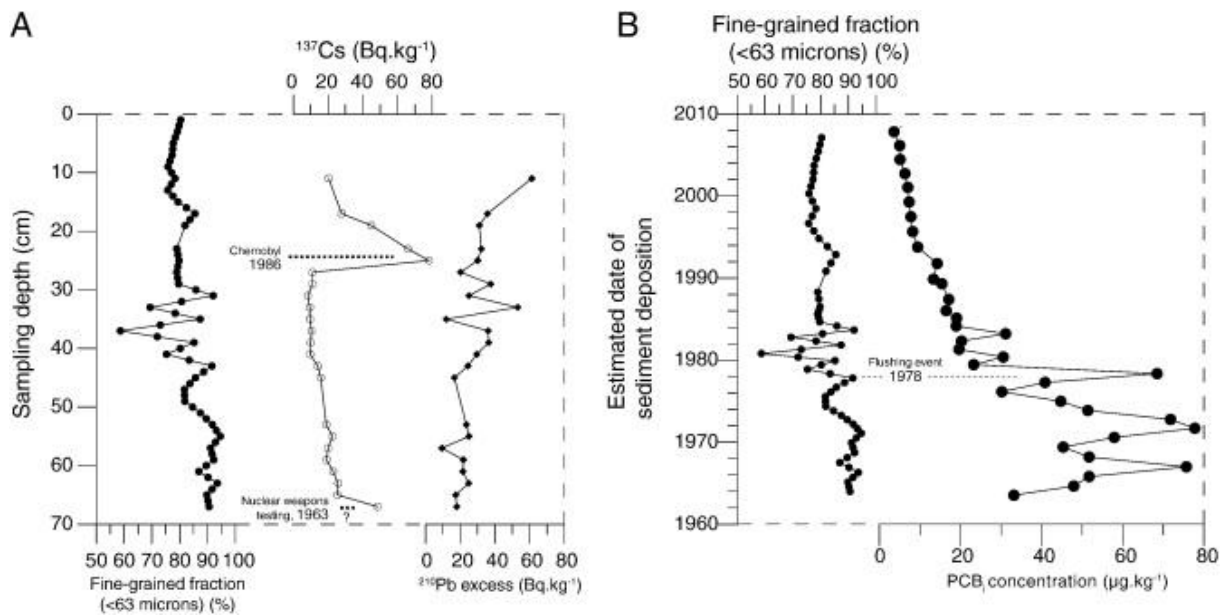 A
¹³⁷Cs (Bq.kg⁻¹)
0 20 40 60 80
0
10
20
30
40
50
60
70
Sampling depth (cm)
Chernobyl
1986
Nuclear weapons
testing, 1963
?
50 60 70 80 90 100
Fine-grained fraction
(<63 microns) (%)
0 20 40 60 80
²¹⁰Pb excess (Bq.kg⁻¹)
B
Fine-grained fraction
(<63 microns) (%)
50 60 70 80 90 100
2010
2000
1990
1980
1970
1960
Estimated date of
sediment deposition
Flushing event
1978
0 20 40 60 80
PCBᵢ concentration (µg.kg⁻¹)